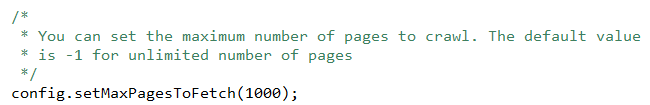 /*
* You can set the maximum number of pages to crawl. The default value
* is -1 for unlimited number of pages
*/
config.setMaxPagesToFetch(1000);